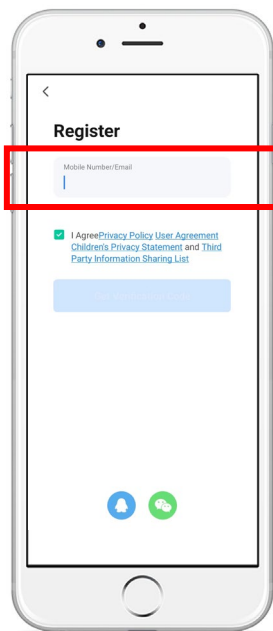 Register
Mobile Number/Email
I AgreePrivacy Policy User Agreement
Children's Privacy Statement and Third
Party Information Sharing List